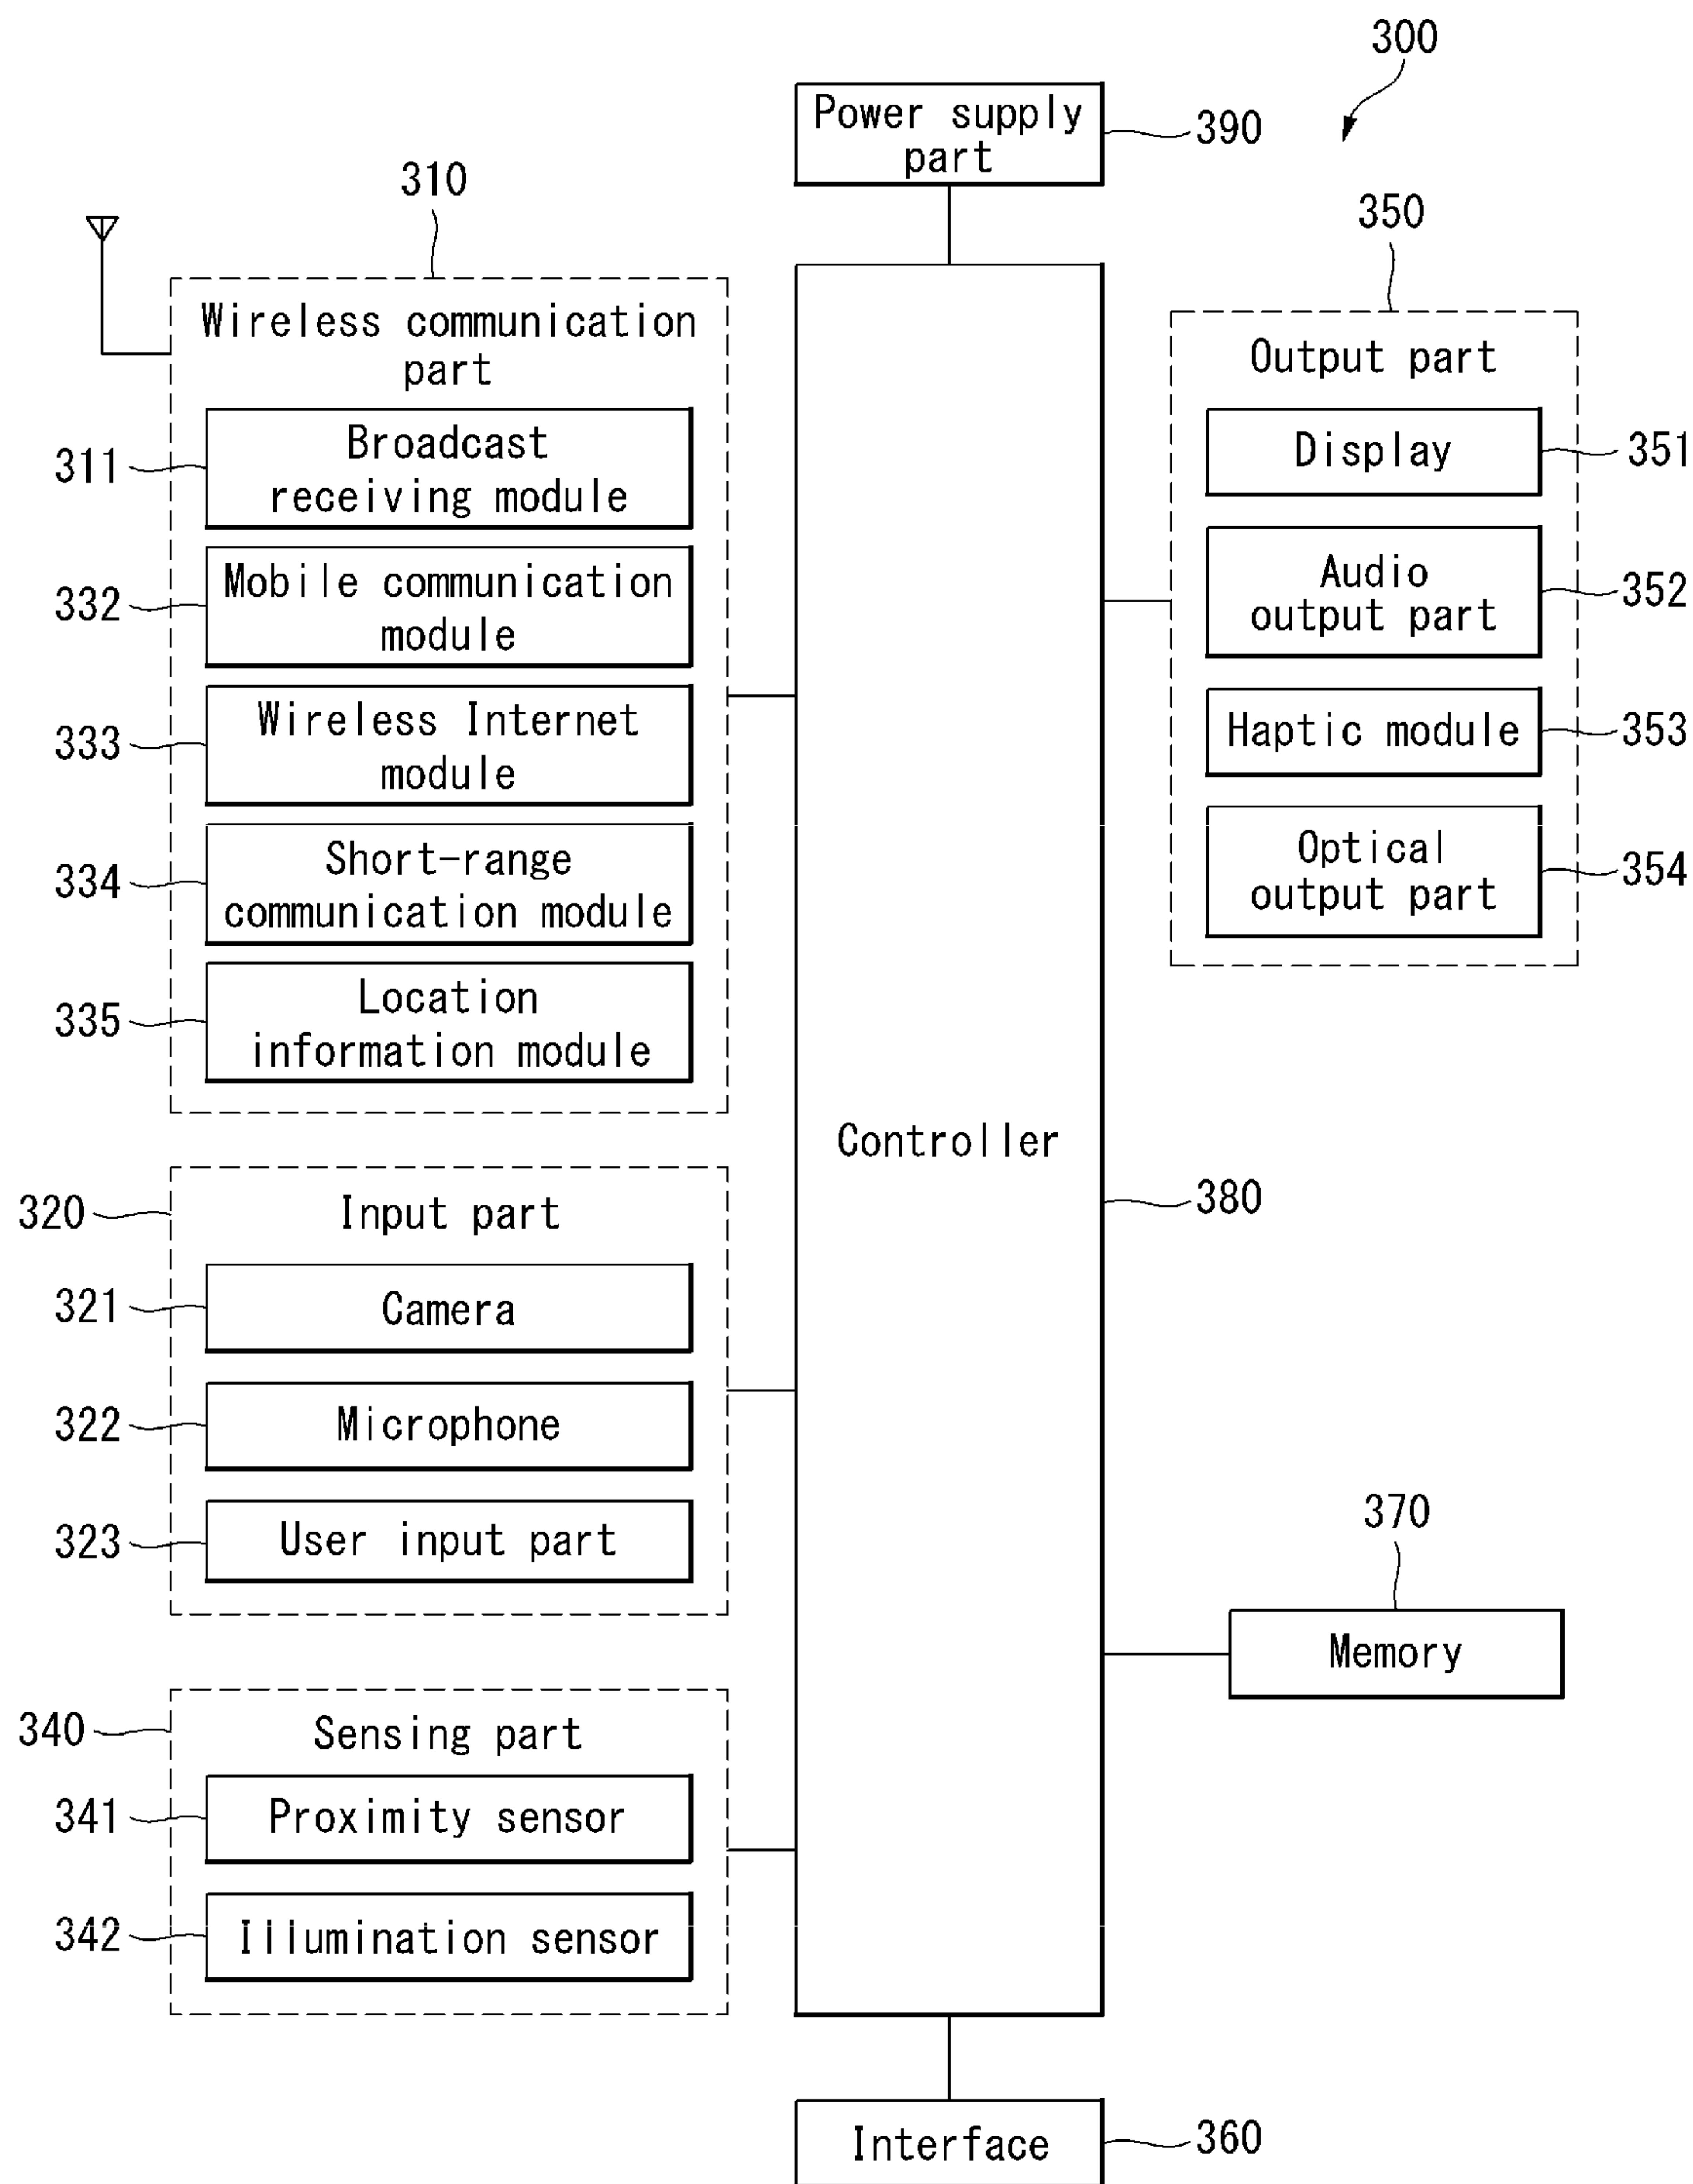 300
Power supply
part
390
310
Wireless communication
part
311
Broadcast
receiving module
332
Mobile communication
module
333
Wireless Internet
module
334
Short-range
communication module
335
Location
information module
320
Input part
321
Camera
322
Microphone
323
User input part
340
Sensing part
341
Proximity sensor
342
Illumination sensor
Controller
380
350
Output part
Display
351
Audio
output part
352
Haptic module
353
Optical
output part
354
370
Memory
Interface
360